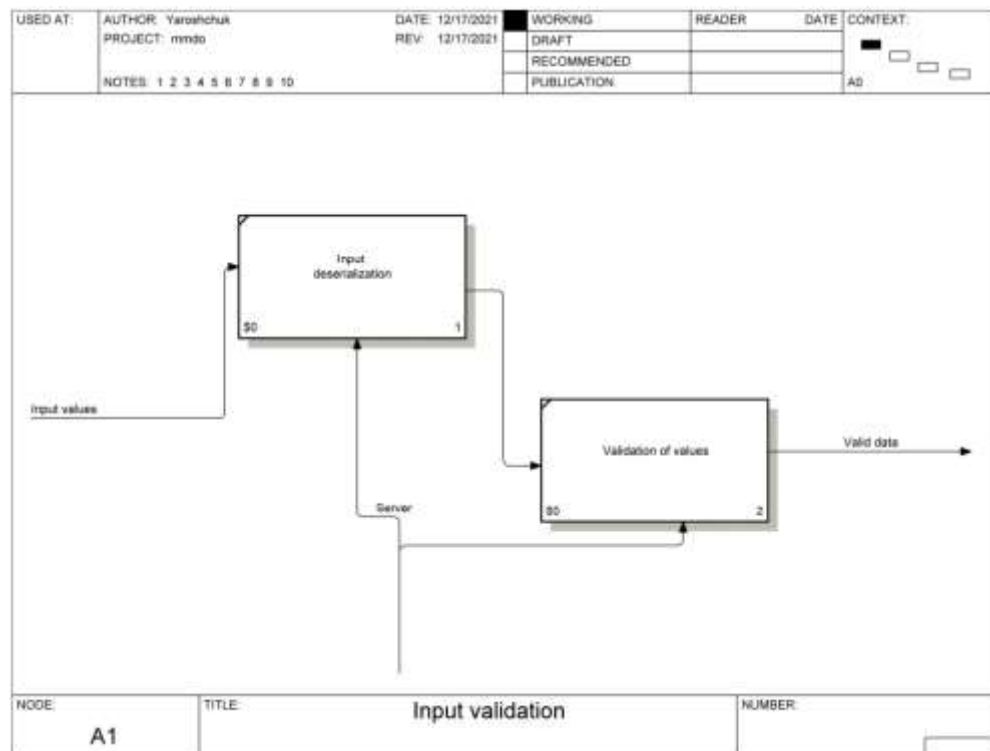 USED AT:
AUTHOR: Yaroshchuk
DATE: 12/17/2021
PROJECT: mmdo
REV: 12/17/2021
NOTES: 1 2 3 4 5 6 7 8 9 10
WORKING
DRAFT
RECOMMENDED
PUBLICATION
READER DATE
CONTEXT:
A0
Input
deserialization
$0 1
Input values
Validation of values
$0 2
Valid data
Server
NODE:
A1
TITLE:
Input validation
NUMBER: